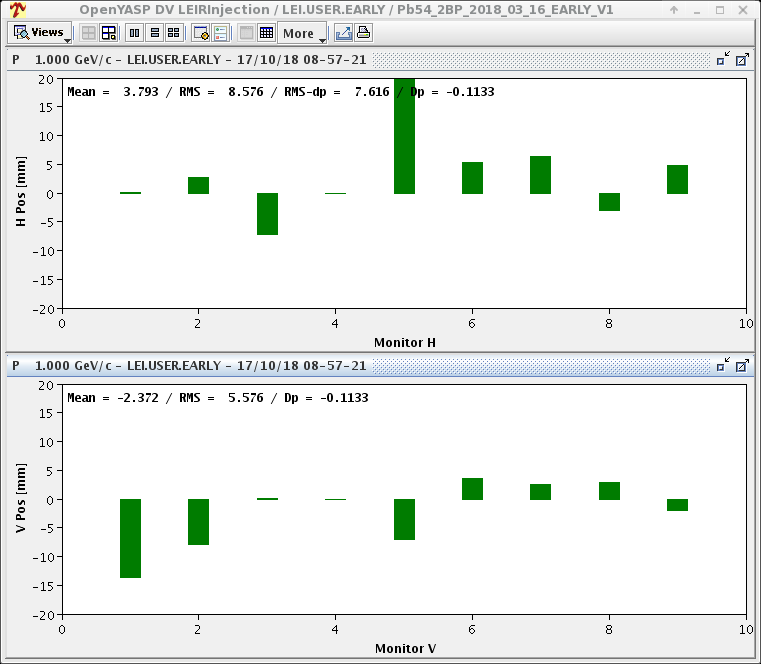 OpenYASP DV LEIRInjection / LEI.USER.EARLY / Pb54_2BP_2018_03_16_EARLY_V1
Views More
P 1.000 GeV/c - LEI.USER.EARLY - 17/10/18 08-57-21
Mean = 3.793 / RMS = 8.576 / RMS-dp = 7.616 / Dp = -0.1133
H Pos [mm]
20
15
10
5
0
-5
-10
-15
-20
0 2 4 6 8 10
Monitor H
P 1.000 GeV/c - LEI.USER.EARLY - 17/10/18 08-57-21
Mean = -2.372 / RMS = 5.576 / Dp = -0.1133
V Pos [mm]
20
15
10
5
0
-5
-10
-15
-20
0 2 4 6 8 10
Monitor V